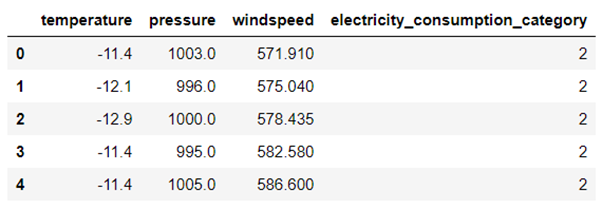 temperature pressure windspeed electricity_consumption_category
0 -11.4 1003.0 571.910 2
1 -12.1 996.0 575.040 2
2 -12.9 1000.0 578.435 2
3 -11.4 995.0 582.580 2
4 -11.4 1005.0 586.600 2